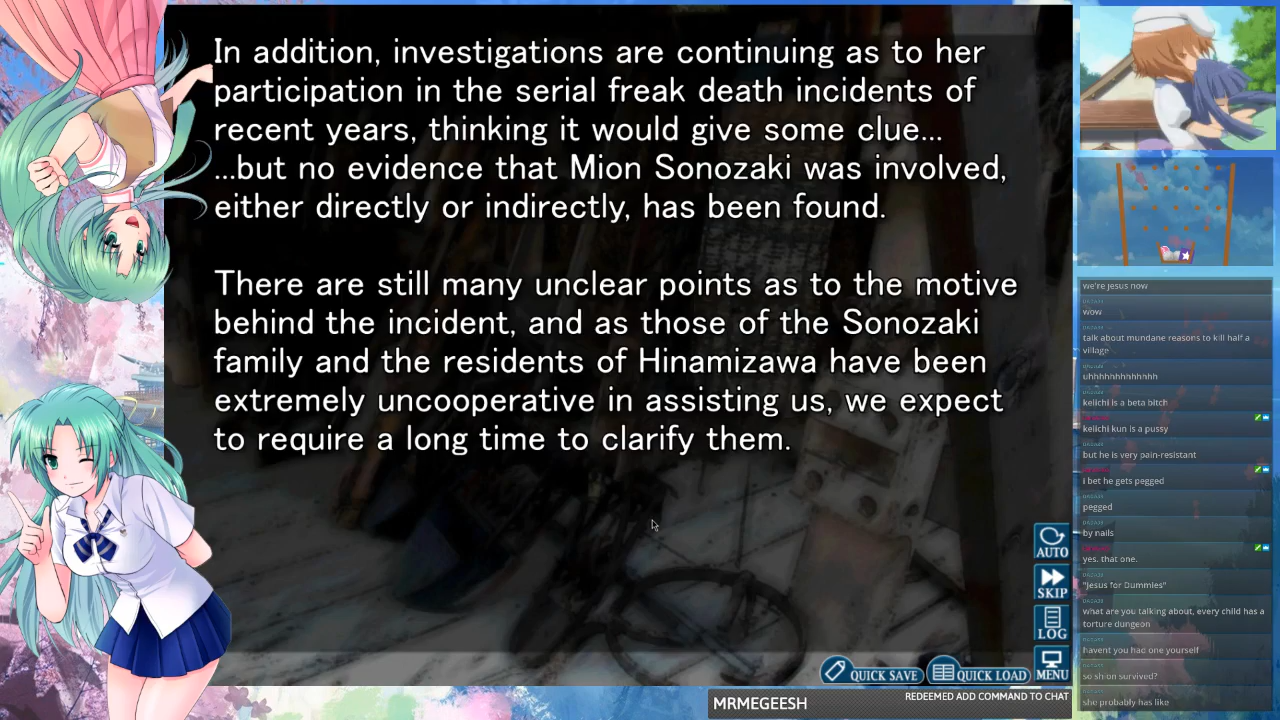 In addition, investigations are continuing as to her
participation in the serial freak death incidents of
recent years, thinking it would give some clue...
...but no evidence that Mion Sonozaki was involved,
either directly or indirectly, has been found.
There are still many unclear points as to the motive
behind the incident, and as those of the Sonozaki
family and the residents of Hinamizawa have been
extremely uncooperative in assisting us, we expect
to require a long time to clarify them.
AUTO
SKIP
LOG
MENU
QUICK SAVE
QUICK LOAD
MRMEGEESH
REDEEMED ADD COMMAND TO CHAT
we're jesus now
wow
talk about mundane reasons to kill half a
village
uhhhhhhhhhhhh
keiichi is a beta bitch
keiichi kun is a pussy
but he is very pain-resistant
i bet he gets pegged
pegged
by nails
yes. that one.
"Jesus for Dummies"
what are you talking about, every child has a
torture dungeon
havent you had one yourself
so shion survived?
she probably has like